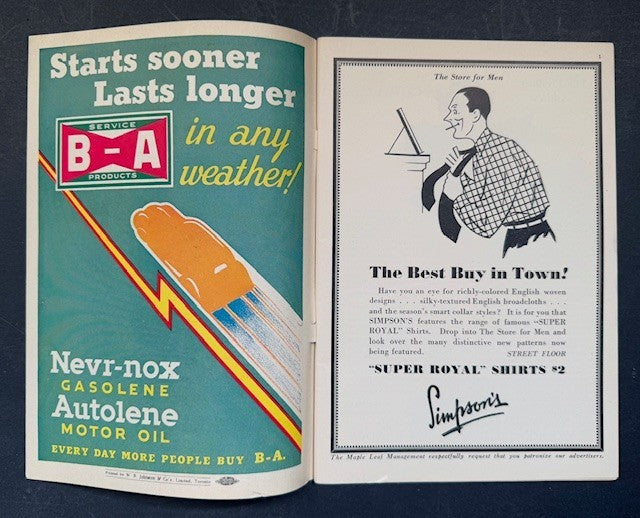 Starts sooner
Lasts longer
SERVICE
B-A
PRODUCTS
in any
weather!
Nevr-nox
GASOLENE
Autolene
MOTOR OIL
EVERY DAY MORE PEOPLE BUY B-A.
Limited, Toronto
1
The Store for Men
The Best Buy in Town!
Have you an eye for richly-colored English woven
designs . . . silky-textured English broadcloths . . .
and the season's smart collar styles? It is for you that
SIMPSON'S features the range of famous "SUPER
ROYAL" Shirts. Drop into The Store for Men and
look over the many distinctive new patterns now
being featured. STREET FLOOR
"SUPER ROYAL" SHIRTS $2
Simpson's
The Maple Leaf Management respectfully request that you patronize our advertisers.